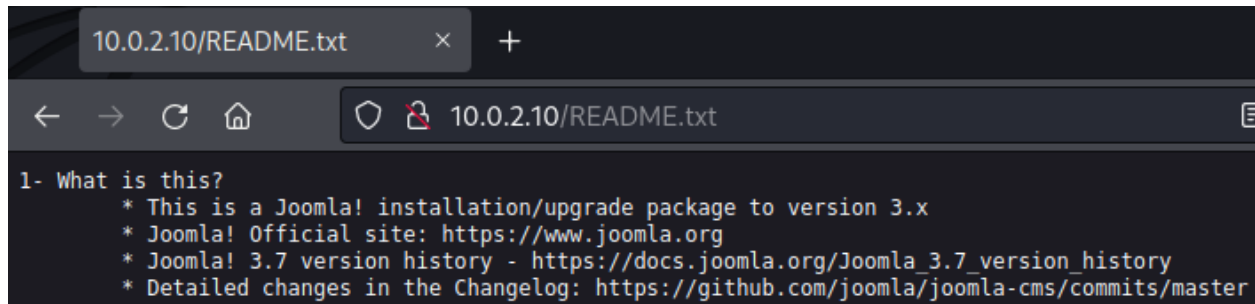 10.0.2.10/README.txt
10.0.2.10/README.txt
1- What is this?
* This is a Joomla! installation/upgrade package to version 3.x
* Joomla! Official site: https://www.joomla.org
* Joomla! 3.7 version history - https://docs.joomla.org/Joomla_3.7_version_history
* Detailed changes in the Changelog: https://github.com/joomla/joomla-cms/commits/master